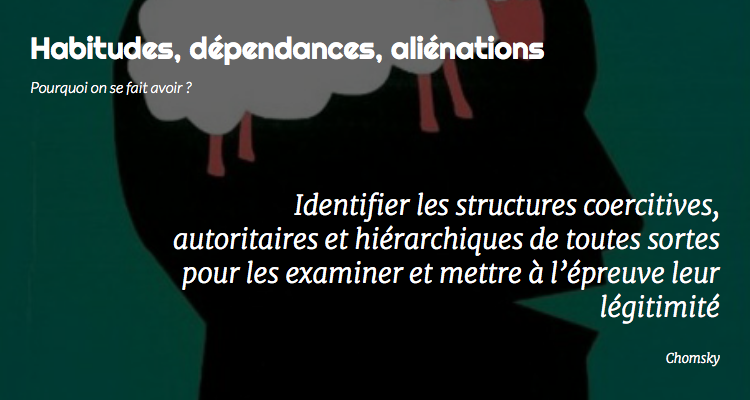 Habitudes, dépendances, aliénations
Pourquoi on se fait avoir ?
Identifier les structures coercitives,
autoritaires et hiérarchiques de toutes sortes
pour les examiner et mettre à l'épreuve leur
légitimité
Chomsky